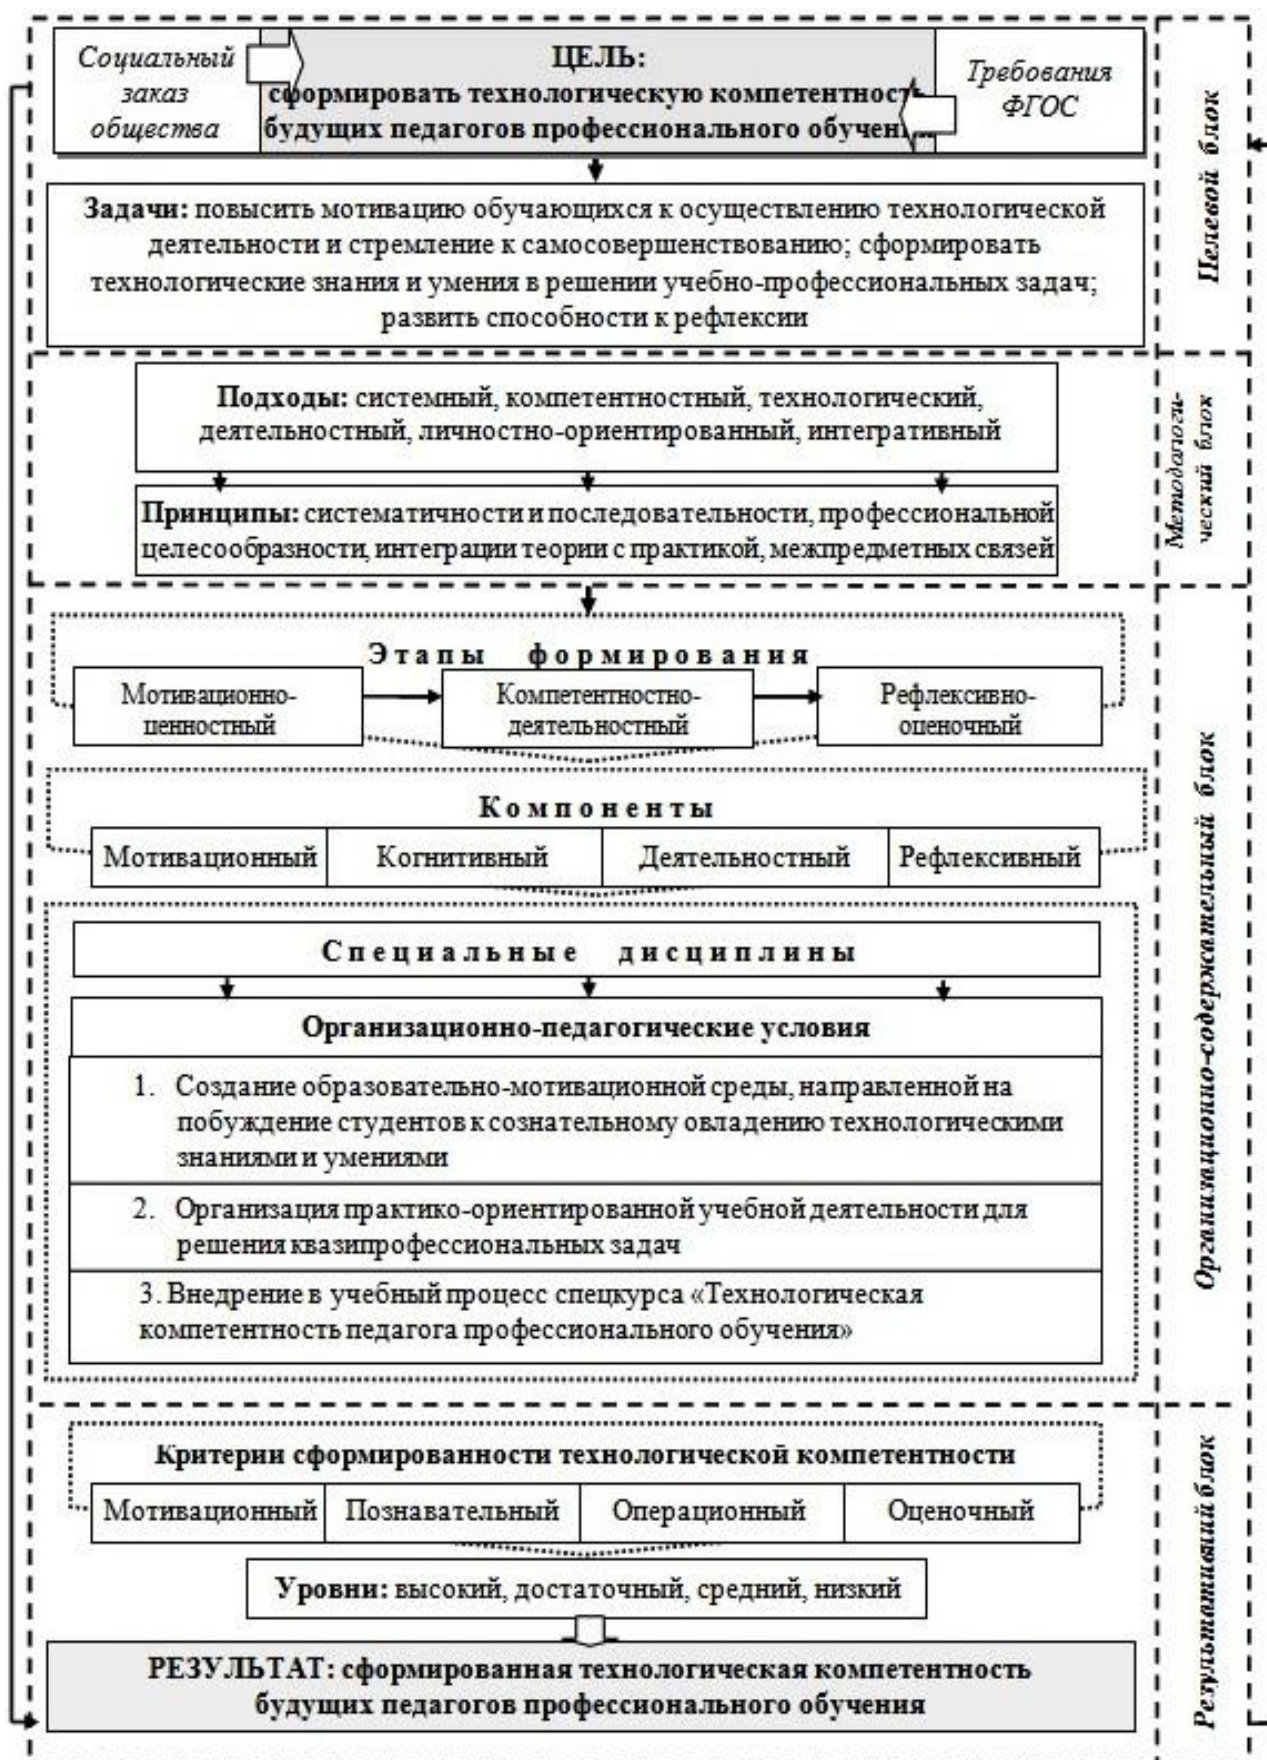 Социальный
заказ
общества
ЦЕЛЬ:
сформировать технологическую компетентность
будущих педагогов профессионального обучения
Требования
ФГОС
Целевой блок
Задачи: повысить мотивацию обучающихся к осуществлению технологической
деятельности и стремление к самосовершенствованию; сформировать
технологические знания и умения в решении учебно-профессиональных задач;
развить способности к рефлексии
Подходы: системный, компетентностный, технологический,
деятельностный, личностно-ориентированный, интегративный
Методологи-
ческий блок
Принципы: систематичности и последовательности, профессиональной
целесообразности, интеграции теории с практикой, межпредметных связей
Этапы формирования
Мотивационно-
ценностный
Компетентностно-
деятельностный
Рефлексивно-
оценочный
Компоненты
Мотивационный
Когнитивный
Деятельностный
Рефлексивный
Организационно-содержательный блок
Специальные дисциплины
Организационно-педагогические условия
1. Создание образовательно-мотивационной среды, направленной на
побуждение студентов к сознательному овладению технологическими
знаниями и умениями
2. Организация практико-ориентированной учебной деятельности для
решения квазипрофессиональных задач
3. Внедрение в учебный процесс спецкурса «Технологическая
компетентность педагога профессионального обучения»
Критерии сформированности технологической компетентности
Мотивационный
Познавательный
Операционный
Оценочный
Уровни: высокий, достаточный, средний, низкий
РЕЗУЛЬТАТ: сформированная технологическая компетентность
будущих педагогов профессионального обучения
блок